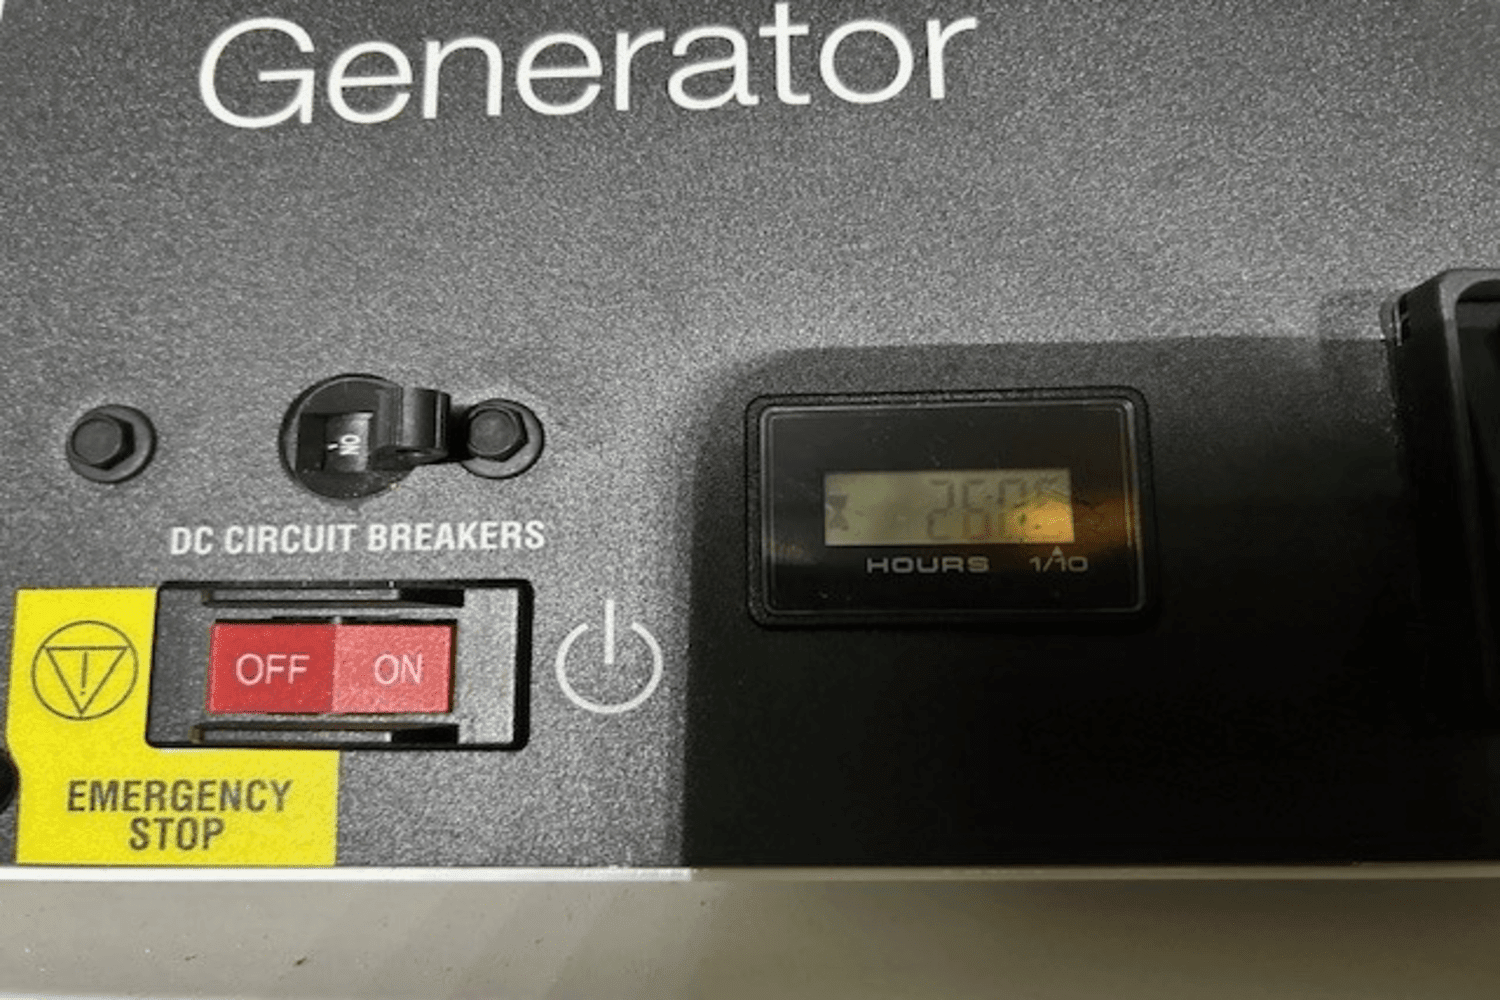 Generator
ON
DC CIRCUIT BREAKERS
HOURS 1/10
OFF ON
EMERGENCY
STOP